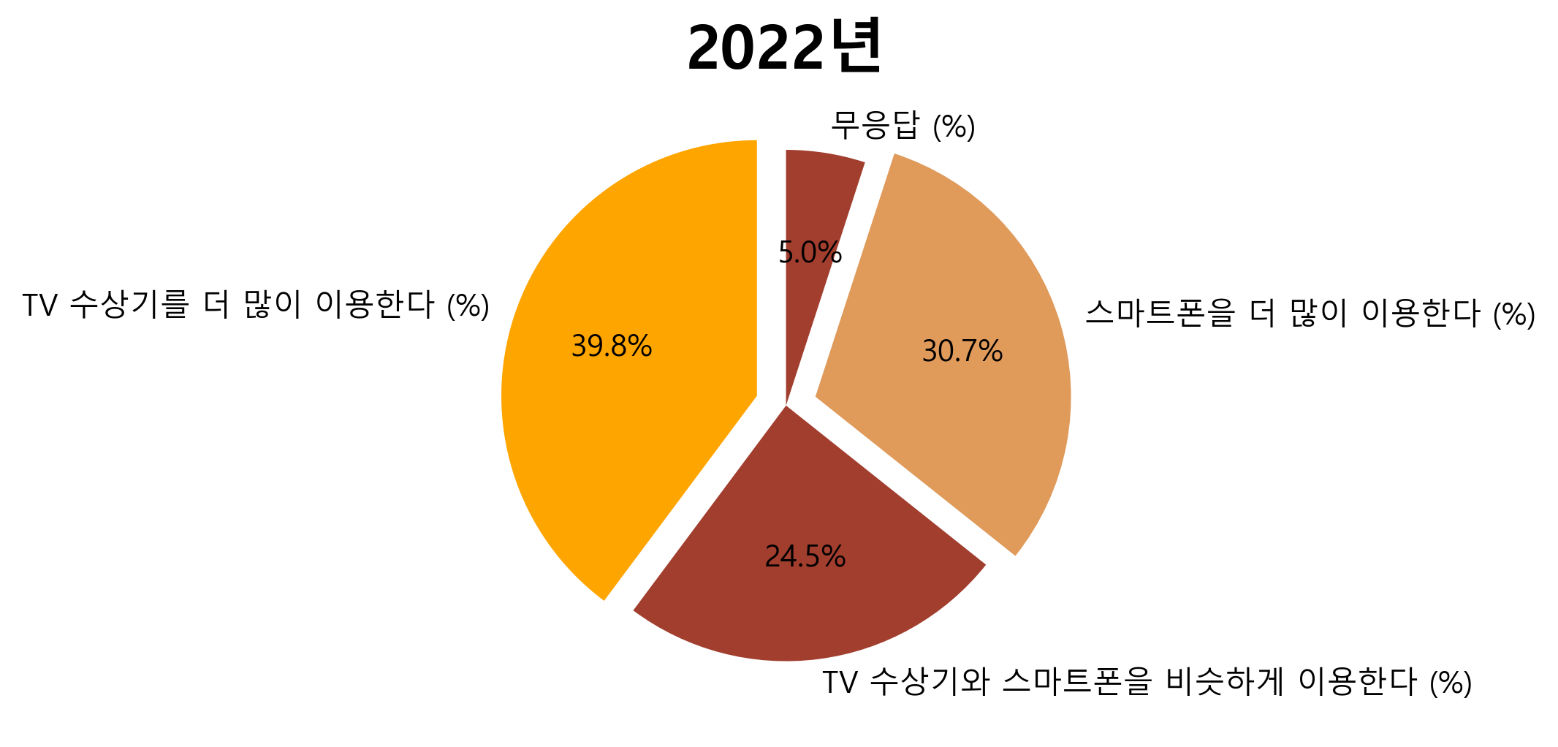 2022년
무응답 (%)
5.0%
스마트폰을 더 많이 이용한다 (%)
30.7%
TV 수상기를 더 많이 이용한다 (%)
39.8%
24.5%
TV 수상기와 스마트폰을 비슷하게 이용한다 (%)